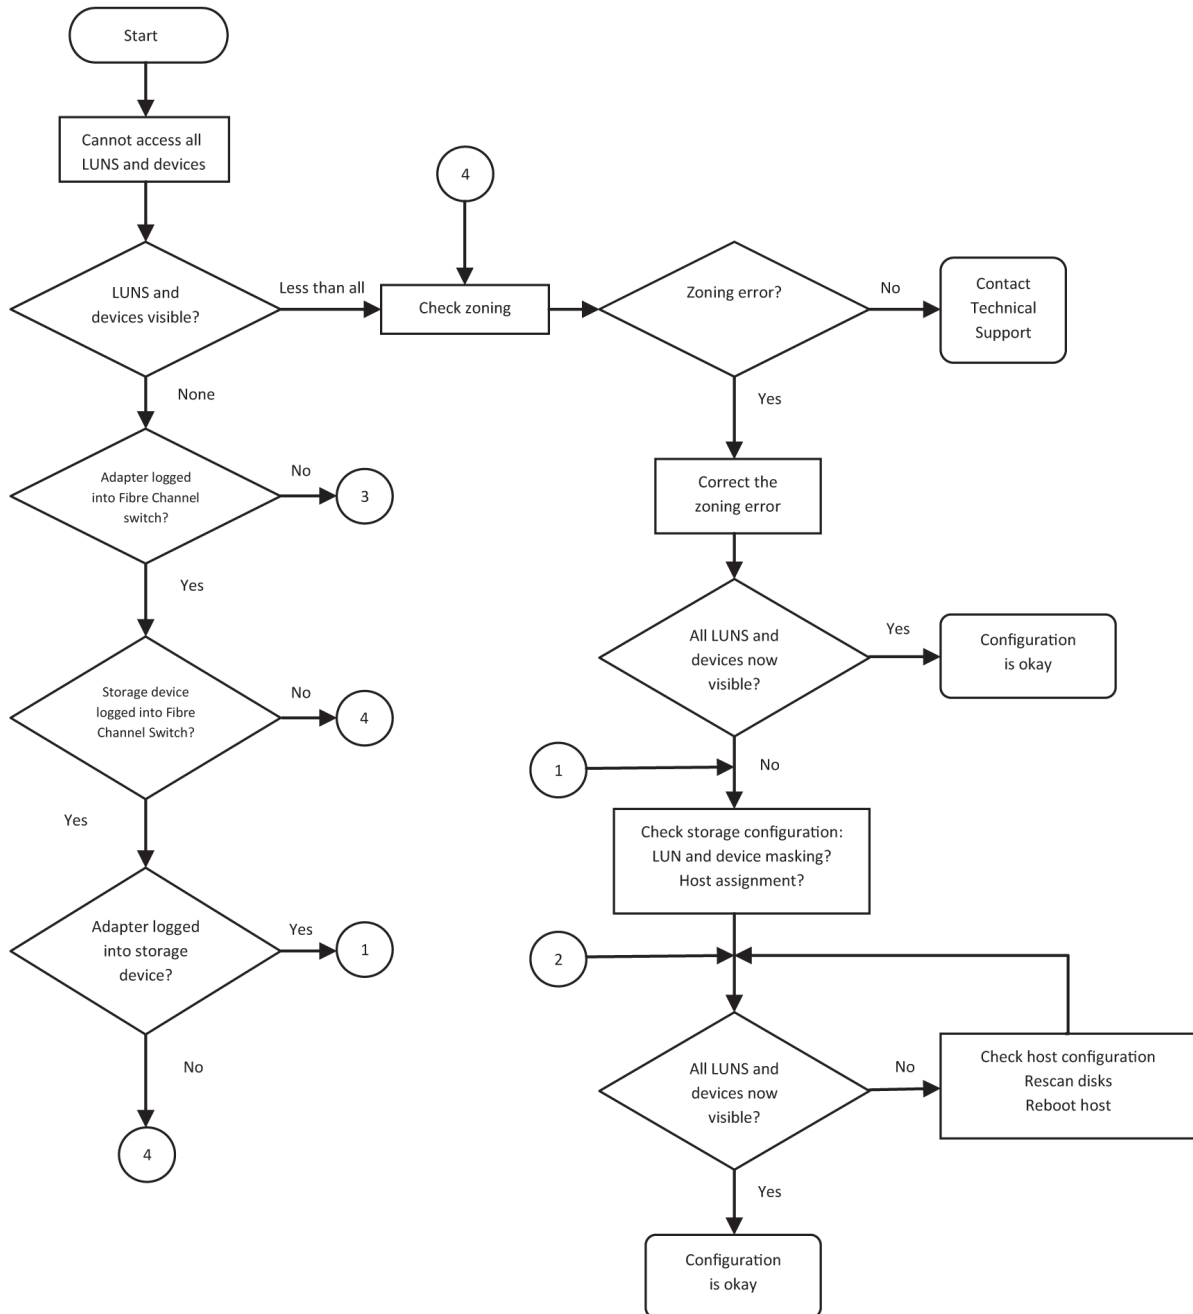 Start
Cannot access all
LUNS and devices
LUNS and
devices visible?
Less than all
4
Check zoning
Zoning error?
No
Contact
Technical
Support
None
Yes
Adapter logged
into Fibre Channel
switch?
No
3
Correct the
zoning error
Yes
Storage device
logged into Fibre
Channel Switch?
No
4
All LUNS and
devices now
visible?
Yes
Configuration
is okay
1
No
Yes
Check storage configuration:
LUN and device masking?
Host assignment?
Adapter logged
into storage
device?
Yes
1
2
No
4
All LUNS and
devices now
visible?
No
Check host configuration
Rescan disks
Reboot host
Yes
Configuration
is okay